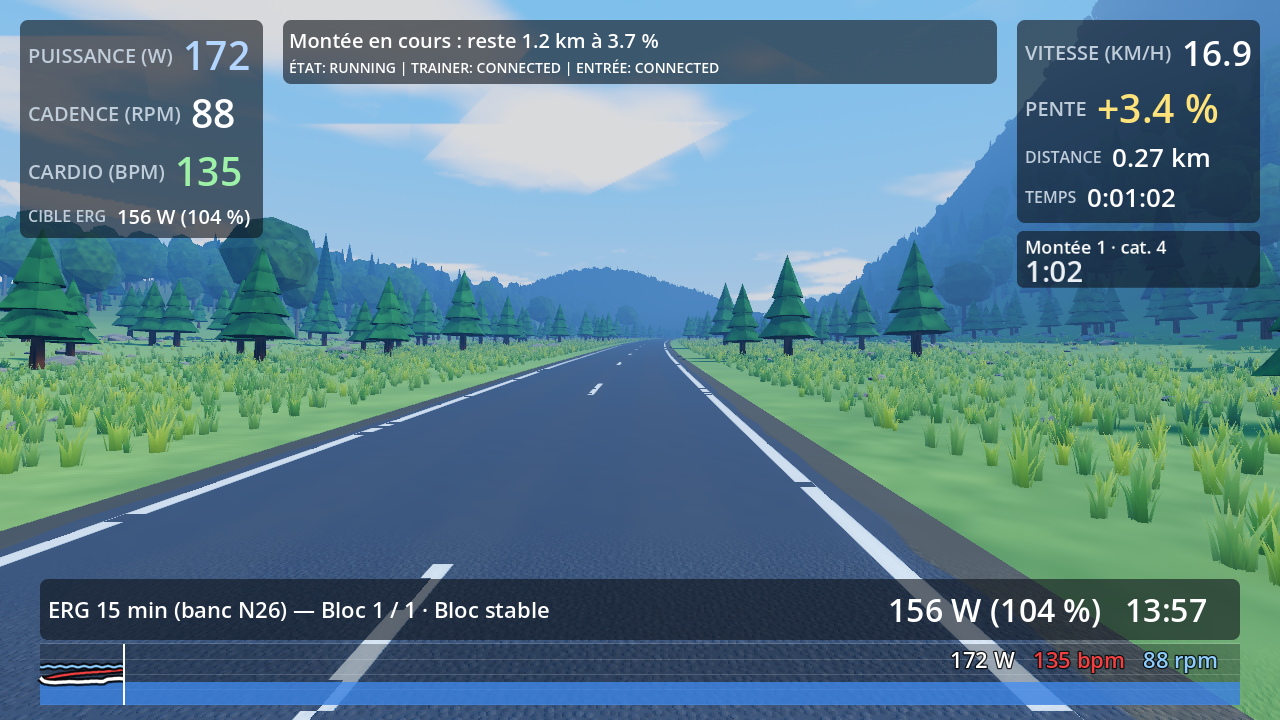 PUISSANCE (W) 172
CADENCE (RPM) 88
CARDIO (BPM) 135
CIBLE ERG 156 W (104 %)
Montée en cours : reste 1.2 km à 3.7 %
ÉTAT: RUNNING | TRAINER: CONNECTED | ENTRÉE: CONNECTED
VITESSE (KM/H) 16.9
PENTE +3.4 %
DISTANCE 0.27 km
TEMPS 0:01:02
Montée 1 · cat. 4
1:02
ERG 15 min (banc N26) — Bloc 1 / 1 · Bloc stable 156 W (104 %) 13:57
172 W 135 bpm 88 rpm